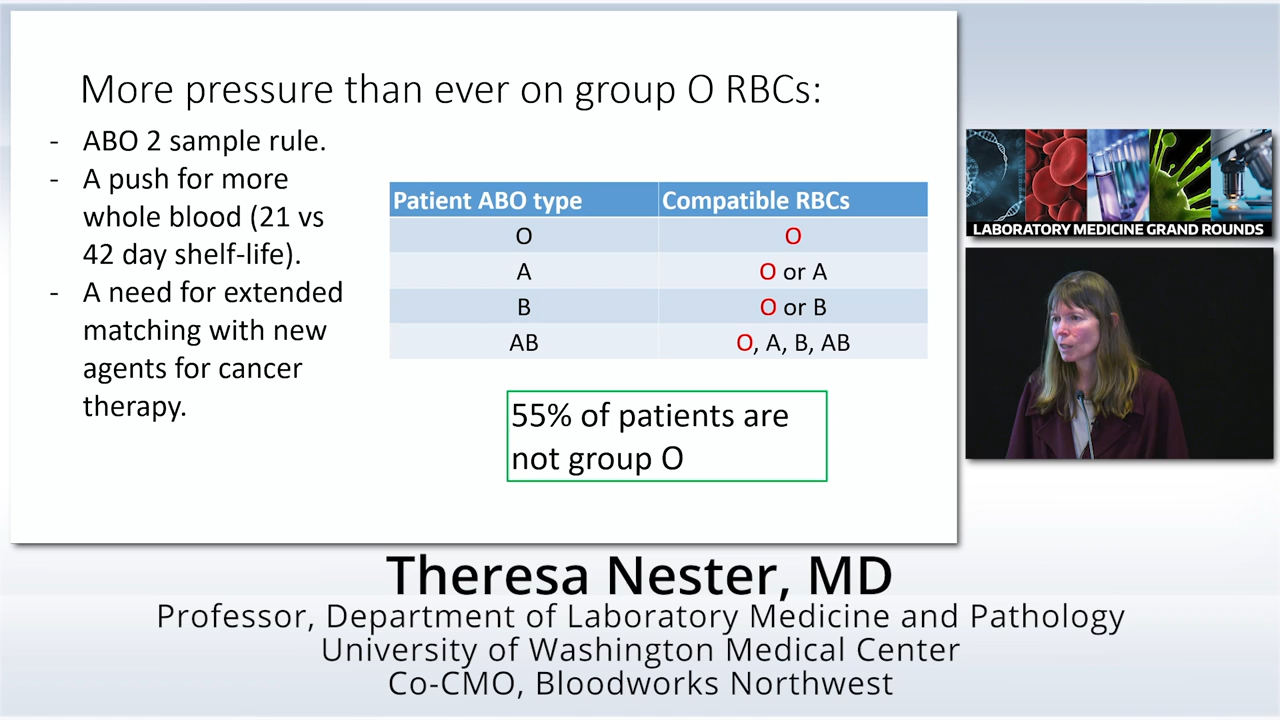 More pressure than ever on group O RBCs:
- ABO 2 sample rule.
- A push for more
whole blood (21 vs
42 day shelf-life).
- A need for extended
matching with new
agents for cancer
therapy.
Patient ABO type Compatible RBCs
O O
A O or A
B O or B
AB O, A, B, AB
55% of patients are
not group O
LABORATORY MEDICINE GRAND ROUNDS
Theresa Nester, MD
Professor, Department of Laboratory Medicine and Pathology
University of Washington Medical Center
Co-CMO, Bloodworks Northwest